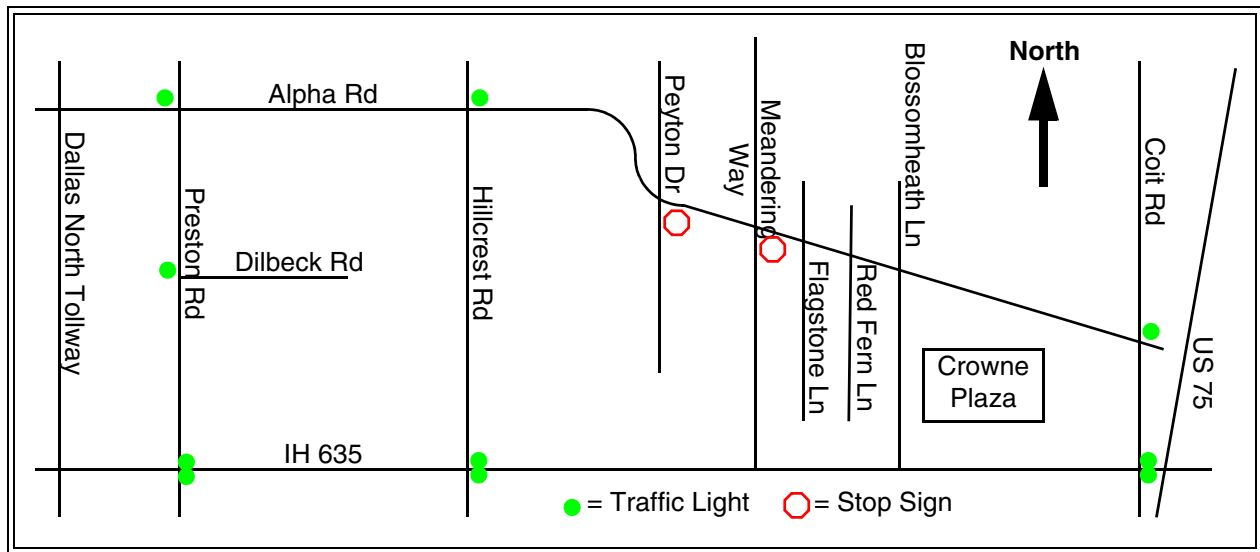 North
Alpha Rd
Dallas North Tollway
Preston Rd
Dilbeck Rd
Hillcrest Rd
Peyton Dr
Meandering
Way
Flagstone Ln
Red Fern Ln
Blossomheath Ln
Coit Rd
US 75
Crowne
Plaza
IH 635
= Traffic Light
= Stop Sign